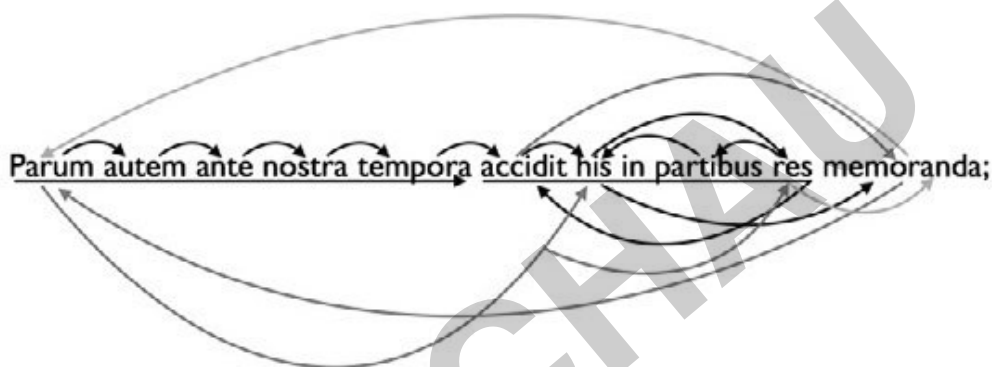 Parum autem ante nostra tempora accidit his in partibus res memoranda;
CHAU